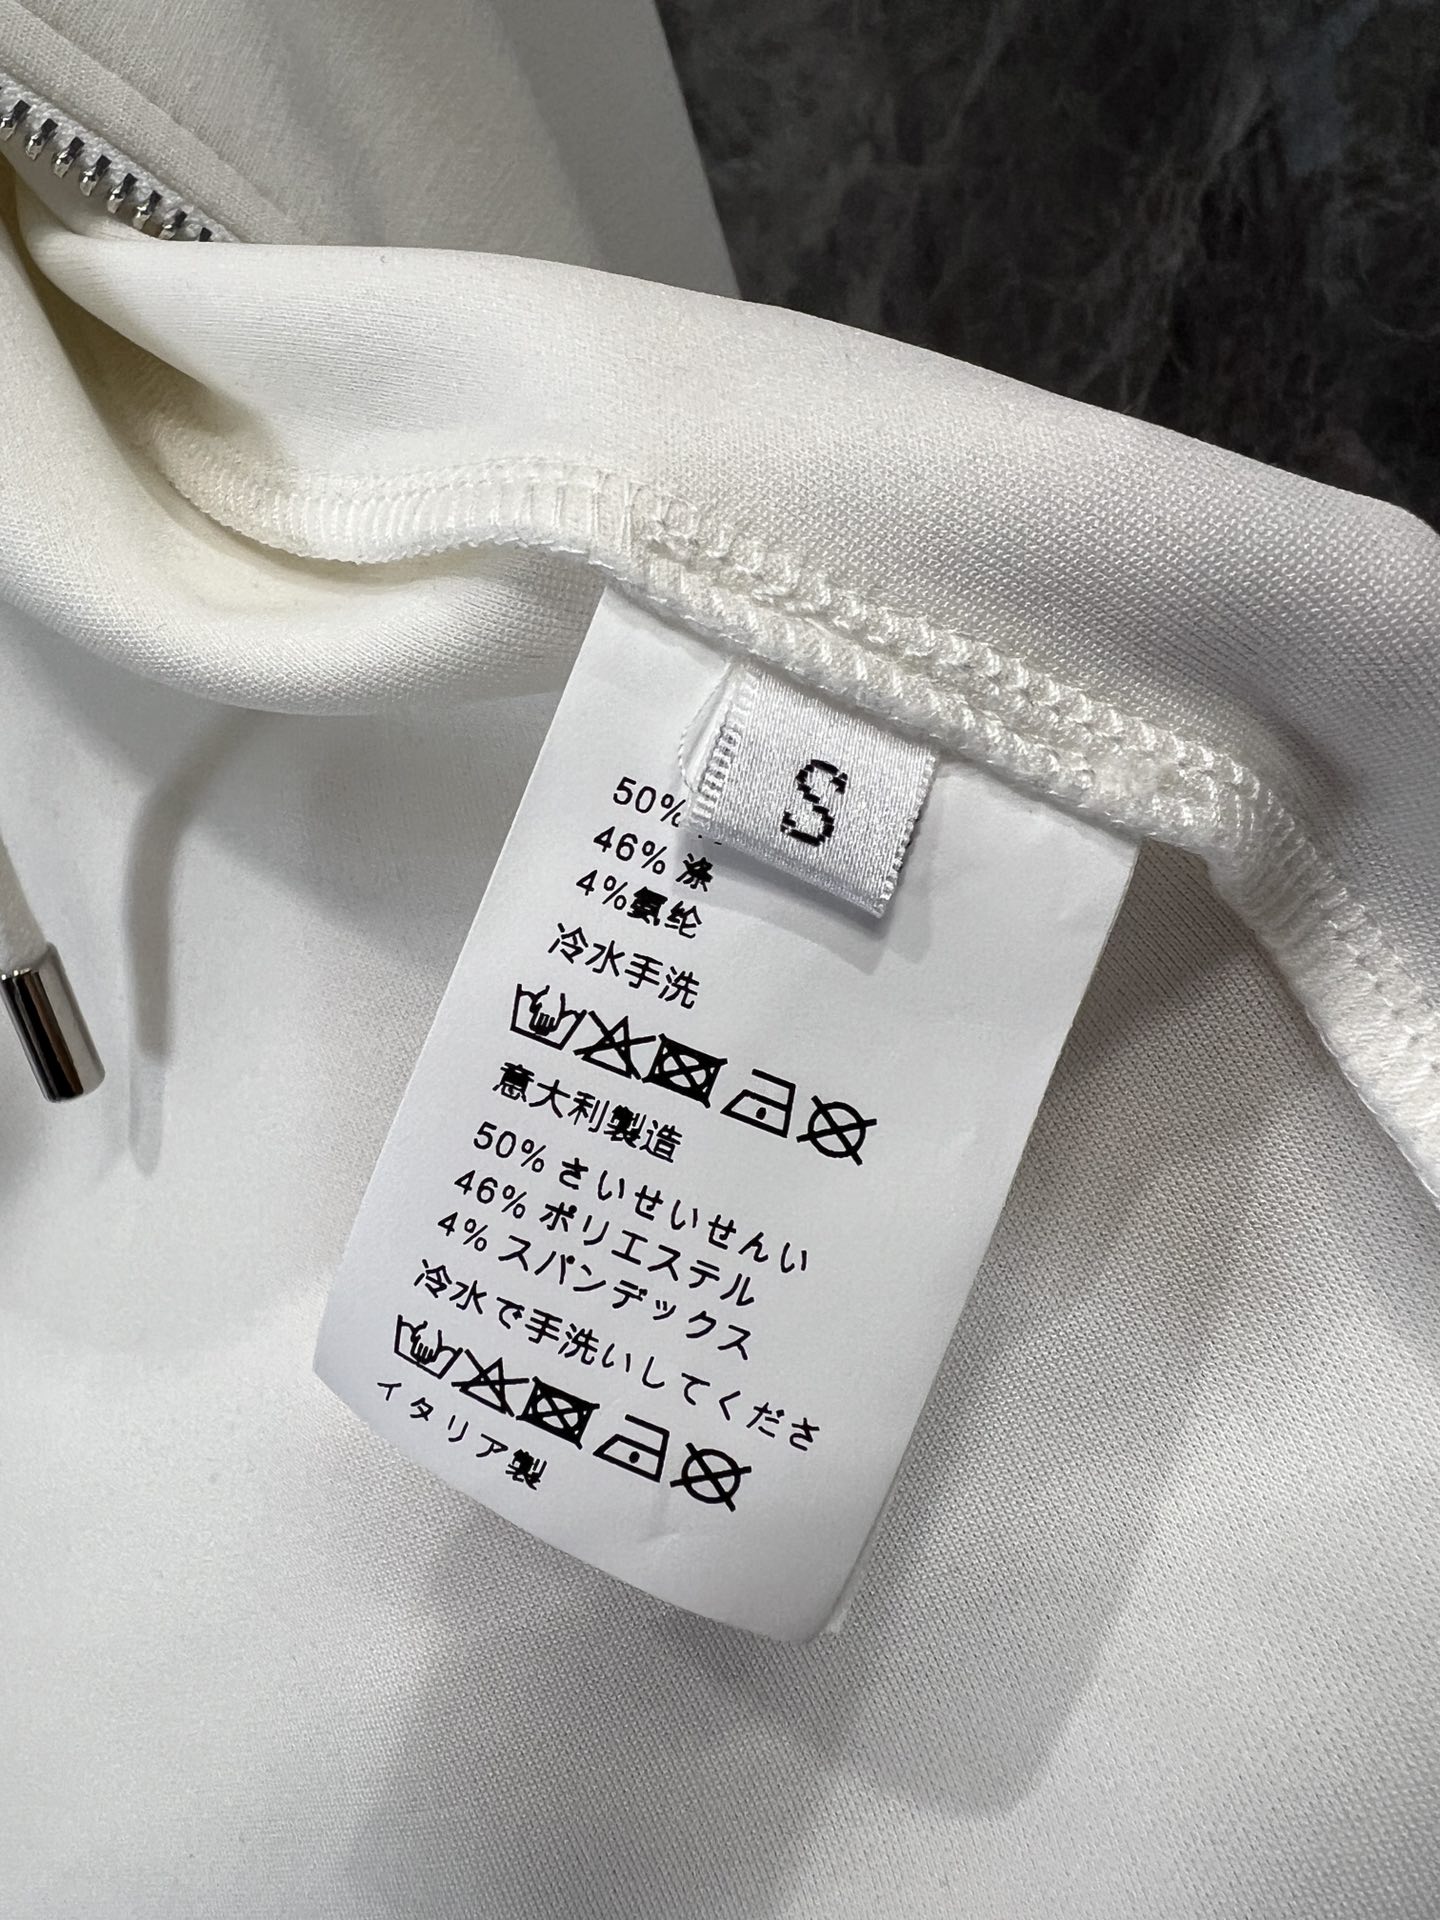 S
50%
46% 涤
4%氨纶
冷水手洗
意大利製造
50% さいせいせんい
46% ポリエステル
4% スパンデックス
冷水で手洗いしてくださ
イタリア製